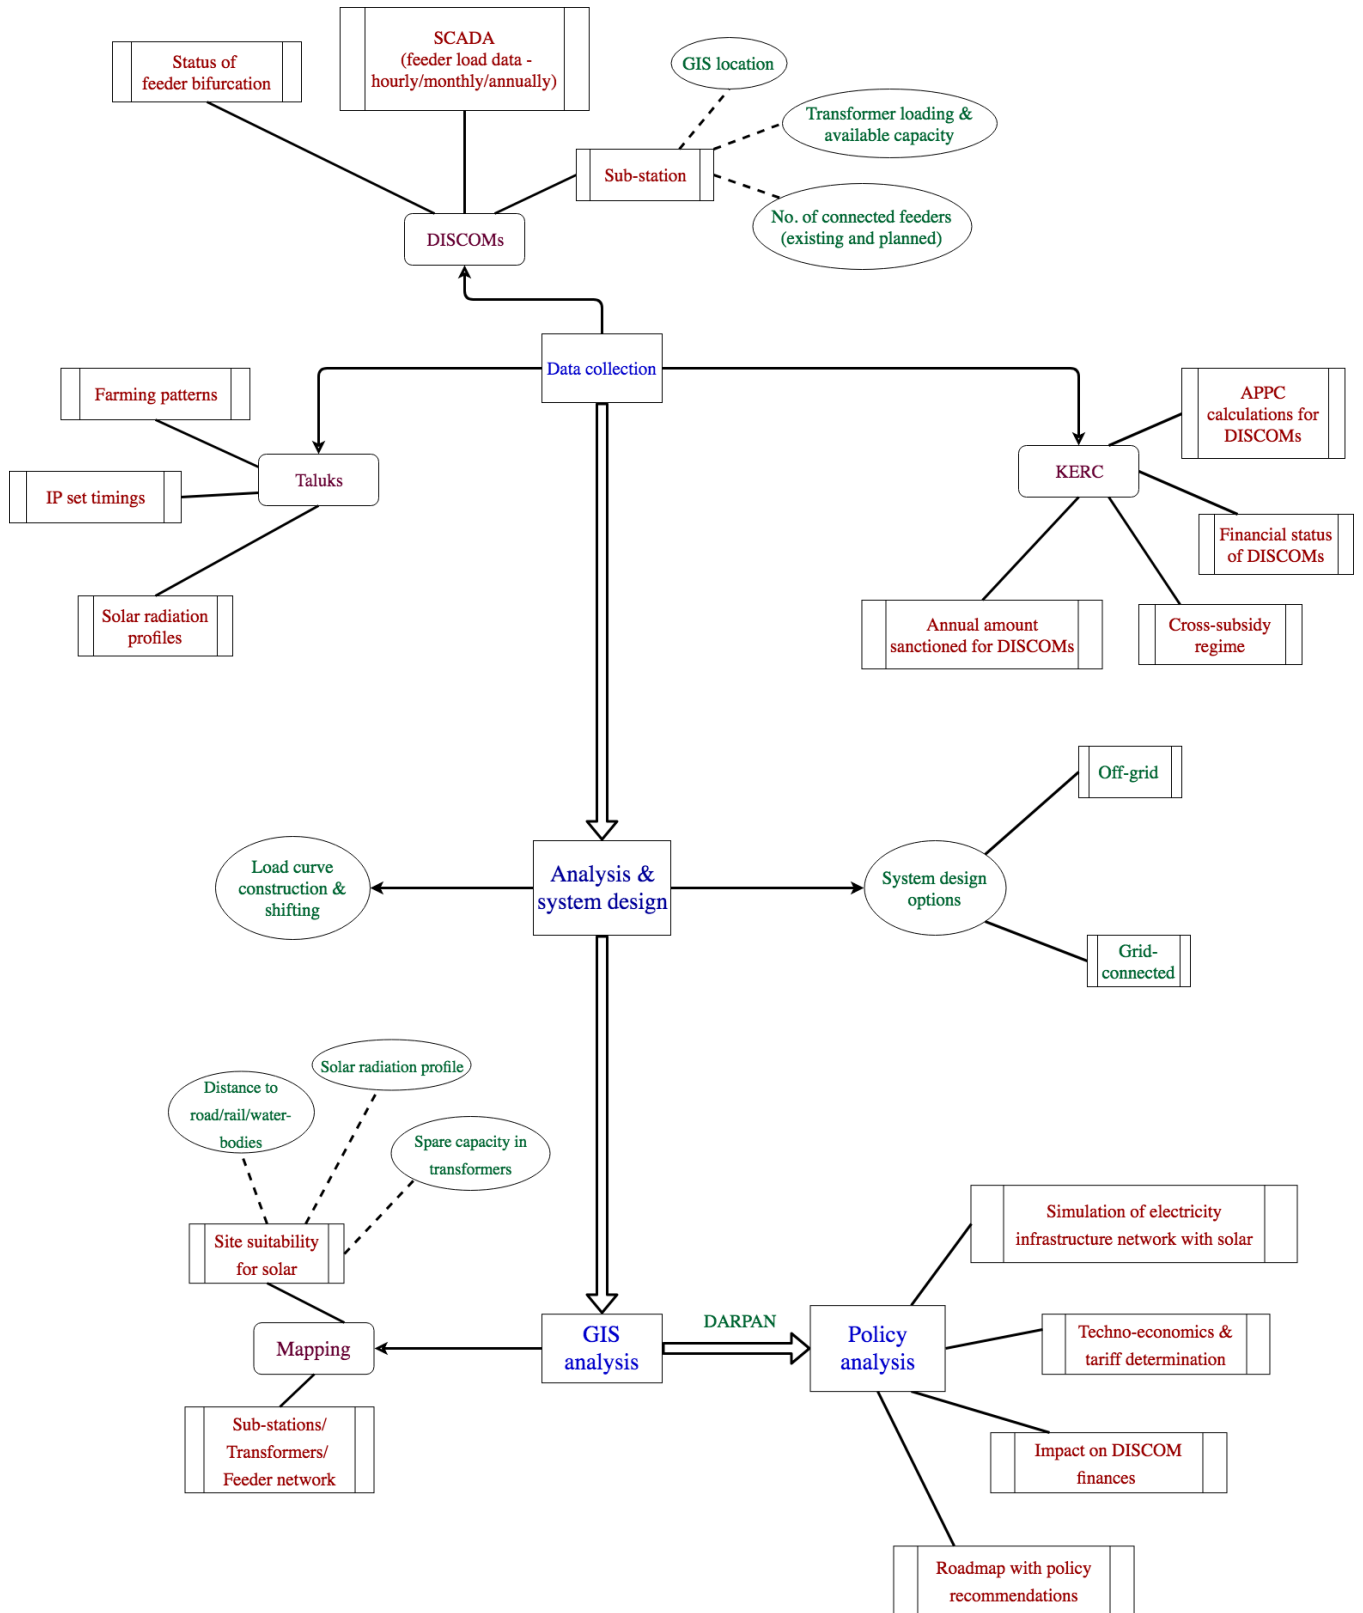 SCADA
(feeder load data -
hourly/monthly/annually)
Status of
feeder bifurcation
GIS location
Transformer loading &
available capacity
Sub-station
No. of connected feeders
(existing and planned)
DISCOMs
Data collection
Farming patterns
IP set timings
Taluks
Solar radiation
profiles
APPC
calculations for
DISCOMs
KERC
Financial status
of DISCOMs
Annual amount
sanctioned for DISCOMs
Cross-subsidy
regime
Off-grid
Load curve
construction &
shifting
Analysis &
system design
System design
options
Grid-
connected
Solar radiation profile
Distance to
road/rail/water-
bodies
Spare capacity in
transformers
Site suitability
for solar
Mapping
Sub-stations/
Transformers/
Feeder network
GIS
analysis
DARPAN
Policy
analysis
Simulation of electricity
infrastructure network with solar
Techno-economics &
tariff determination
Impact on DISCOM
finances
Roadmap with policy
recommendations